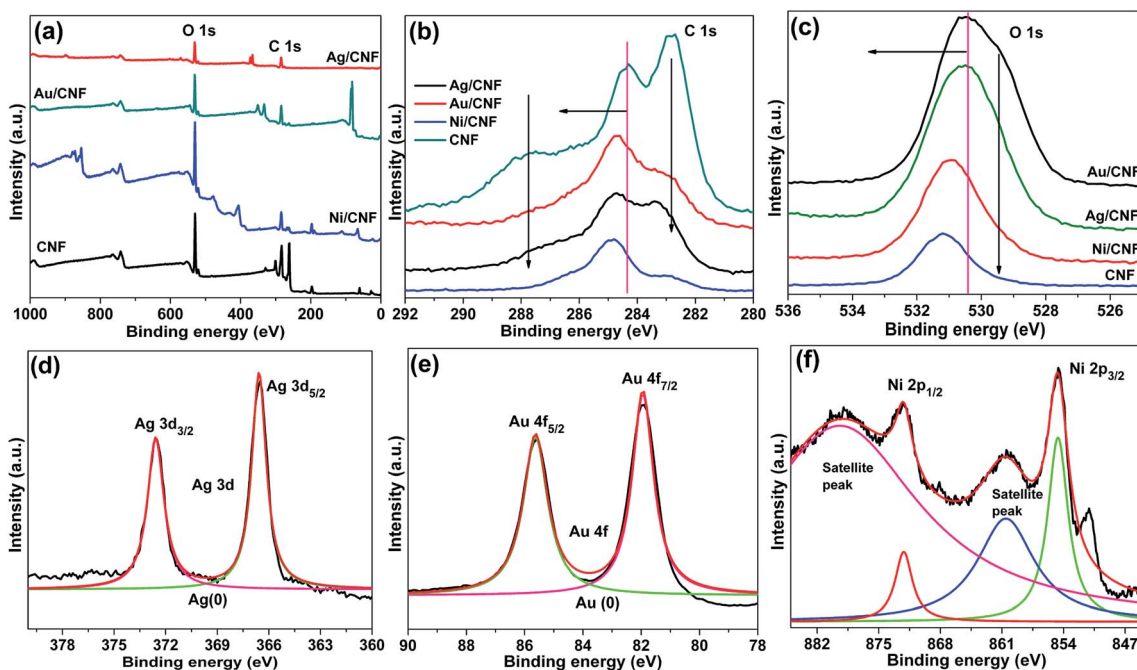 (a)
O 1s
C 1s
Ag/CNF
Au/CNF
Ni/CNF
CNF
Intensity (a.u.)
1000 800 600 400 200 0
Binding energy (eV)
(b)
C 1s
Ag/CNF
Au/CNF
Ni/CNF
CNF
Intensity (a.u.)
292 290 288 286 284 282 280
Binding energy (eV)
(c)
O 1s
Au/CNF
Ag/CNF
Ni/CNF
CNF
Intensity (a.u.)
536 534 532 530 528 526
Binding energy (eV)
(d)
Ag 3d5/2
Ag 3d3/2
Ag 3d
Ag(0)
Intensity (a.u.)
378 375 372 369 366 363 360
Binding energy (eV)
(e)
Au 4f7/2
Au 4f5/2
Au 4f
Au (0)
Intensity (a.u.)
90 88 86 84 82 80 78
Binding energy (eV)
(f)
Ni 2p3/2
Ni 2p1/2
Satellite
peak
Satellite
peak
Intensity (a.u.)
882 875 868 861 854 847
Binding energy (eV)